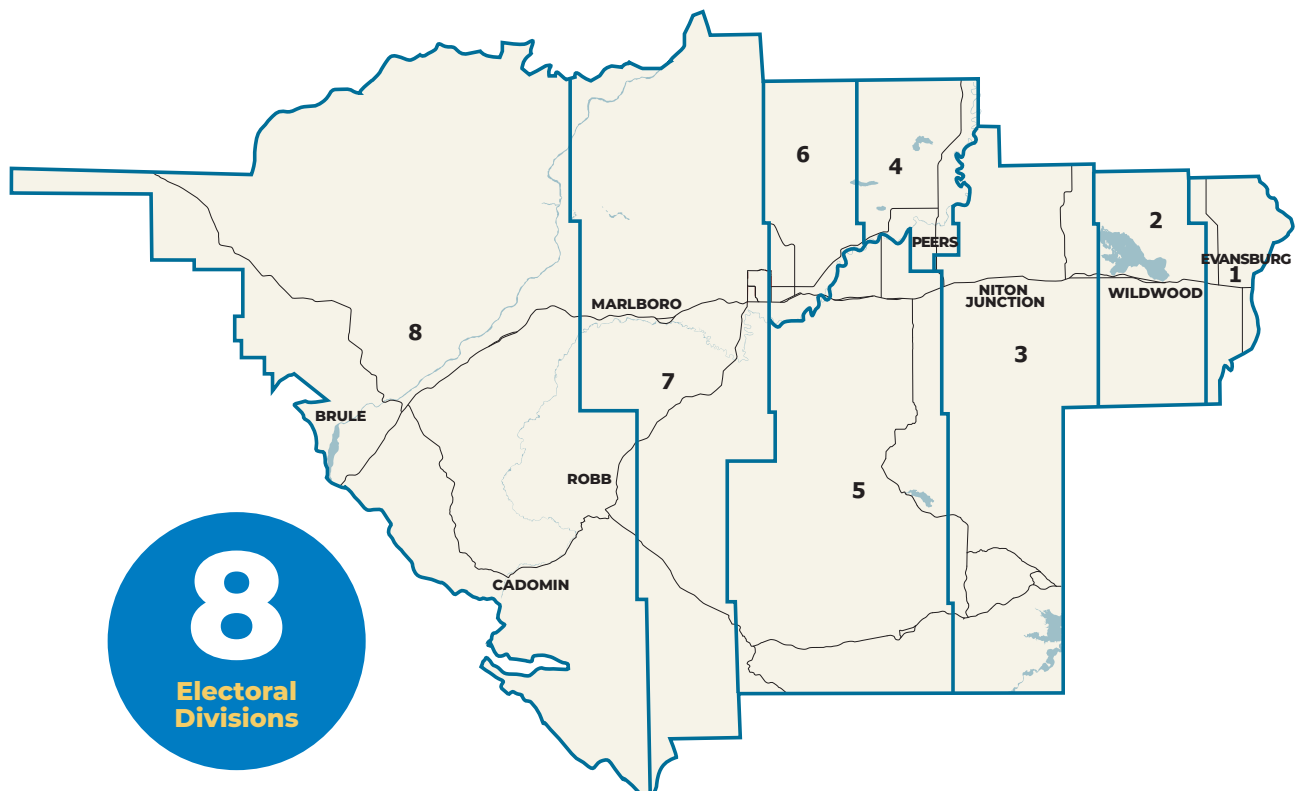 6
4
2
PEERS
EVANSBURG
1
NITON
JUNCTION
WILDWOOD
MARLBORO
8
3
7
BRULE
ROBB
5
CADOMIN
8
Electoral
Divisions